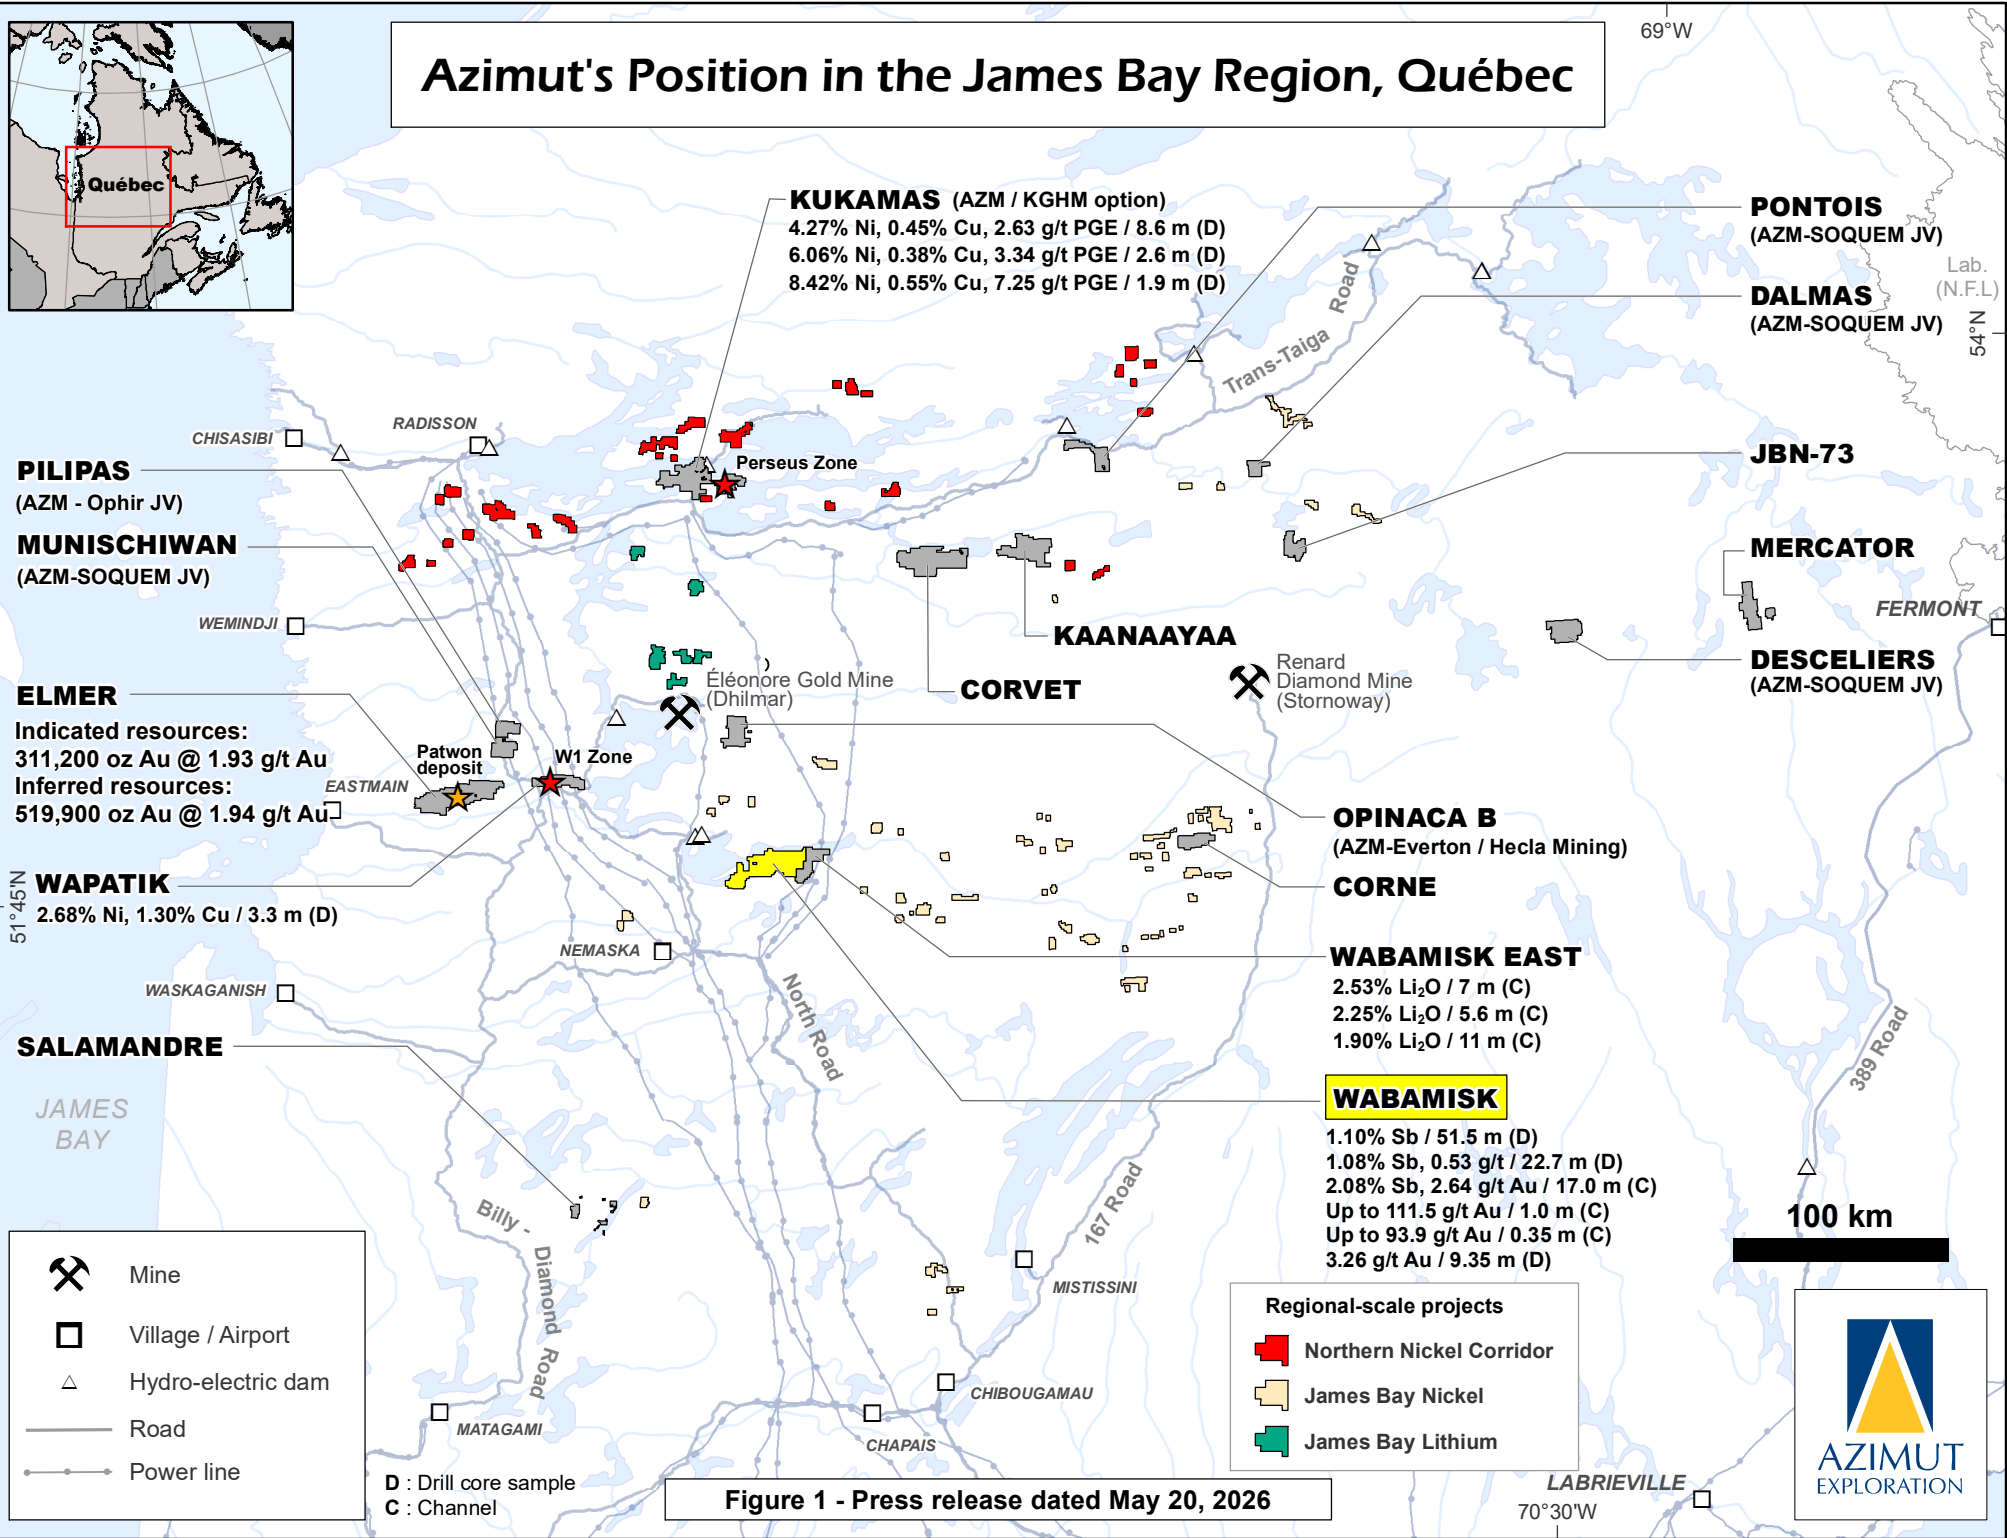 Azimut's Position in the James Bay Region, Québec
Québec
69°W
KUKAMAS (AZM / KGHM option)
4.27% Ni, 0.45% Cu, 2.63 g/t PGE / 8.6 m (D)
6.06% Ni, 0.38% Cu, 3.34 g/t PGE / 2.6 m (D)
8.42% Ni, 0.55% Cu, 7.25 g/t PGE / 1.9 m (D)
PONTOIS
(AZM-SOQUEM JV)
Lab.
(N.F.L)
DALMAS
(AZM-SOQUEM JV)
54°N
Trans-Taiga Road
CHISASIBI
RADISSON
PILIPAS
(AZM - Ophir JV)
Perseus Zone
JBN-73
MUNISCHIWAN
(AZM-SOQUEM JV)
MERCATOR
FERMONT
WEMINDJI
KAANAAYAA
CORVET
Éléonore Gold Mine
(Dhilmar)
Renard
Diamond Mine
(Stornoway)
DESCELIERS
(AZM-SOQUEM JV)
ELMER
Indicated resources:
311,200 oz Au @ 1.93 g/t Au
Inferred resources:
519,900 oz Au @ 1.94 g/t Au
Patwon
deposit
W1 Zone
EASTMAIN
OPINACA B
(AZM-Everton / Hecla Mining)
CORNE
WAPATIK
2.68% Ni, 1.30% Cu / 3.3 m (D)
51°45'N
NEMASKA
WABAMISK EAST
2.53% Li₂O / 7 m (C)
2.25% Li₂O / 5.6 m (C)
1.90% Li₂O / 11 m (C)
WASKAGANISH
North Road
SALAMANDRE
389 Road
JAMES
BAY
WABAMISK
1.10% Sb / 51.5 m (D)
1.08% Sb, 0.53 g/t / 22.7 m (D)
2.08% Sb, 2.64 g/t Au / 17.0 m (C)
Up to 111.5 g/t Au / 1.0 m (C)
Up to 93.9 g/t Au / 0.35 m (C)
3.26 g/t Au / 9.35 m (D)
Billy - Diamond Road
167 Road
100 km
MISTISSINI
Mine
Village / Airport
Hydro-electric dam
Road
Power line
Regional-scale projects
Northern Nickel Corridor
James Bay Nickel
James Bay Lithium
CHIBOUGAMAU
MATAGAMI
CHAPAIS
D : Drill core sample
C : Channel
Figure 1 - Press release dated May 20, 2026
LABRIEVILLE
70°30'W
AZIMUT
EXPLORATION